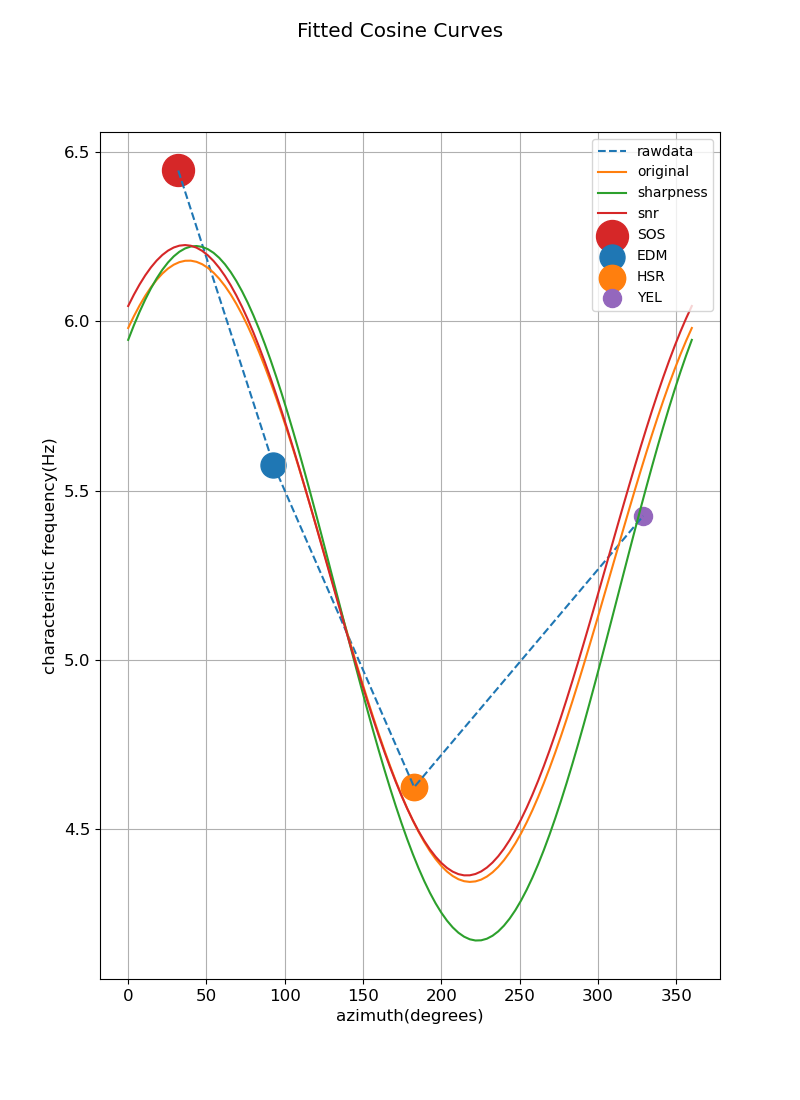 Fitted Cosine Curves
6.5
6.0
5.5
5.0
4.5
characteristic frequency(Hz)
rawdata
original
sharpness
snr
SOS
EDM
HSR
YEL
0 50 100 150 200 250 300 350
azimuth(degrees)